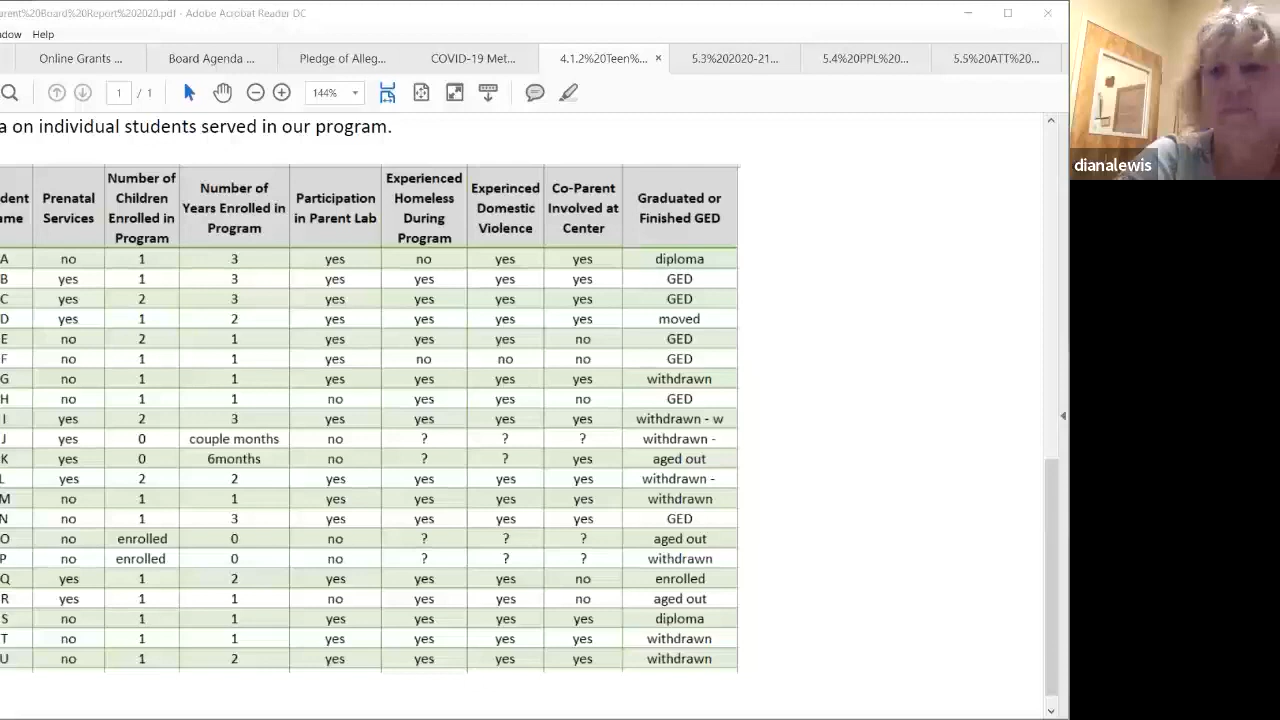 arent%20Board%20Report%202020.pdf - Adobe Acrobat Reader DC
dow Help
Online Grants ... Board Agenda ... Pledge of Alleg... COVID-19 Met... 4.1.2%20Teen%... × 5.3%202020-21... 5.4%20PPL%20... 5.5%20ATT%20...
1 / 1 144%
a on individual students served in our program.
dent ame Prenatal Services Number of Children Enrolled in Program Number of Years Enrolled in Program Participation in Parent Lab Experienced Homeless During Program Experinced Domestic Violence Co-Parent Involved at Center Graduated or Finished GED
A no 1 3 yes no yes yes diploma
B yes 1 3 yes yes yes yes GED
C yes 2 3 yes yes yes yes GED
D yes 1 2 yes yes yes yes moved
E no 2 1 yes yes yes no GED
F no 1 1 yes no no no GED
G no 1 1 yes yes yes yes withdrawn
H no 1 1 no yes yes no GED
I yes 2 3 yes yes yes yes withdrawn - w
J yes 0 couple months no ? ? ? withdrawn -
K yes 0 6months no ? ? yes aged out
L yes 2 2 yes yes yes yes withdrawn -
M no 1 1 yes yes yes yes withdrawn
N no 1 3 yes yes yes yes GED
O no enrolled 0 no ? ? ? aged out
P no enrolled 0 no ? ? ? withdrawn
Q yes 1 2 yes yes yes no enrolled
R yes 1 1 no yes yes no aged out
S no 1 1 yes yes yes yes diploma
T no 1 1 yes yes yes yes withdrawn
U no 1 2 yes yes yes yes withdrawn
dianalewis